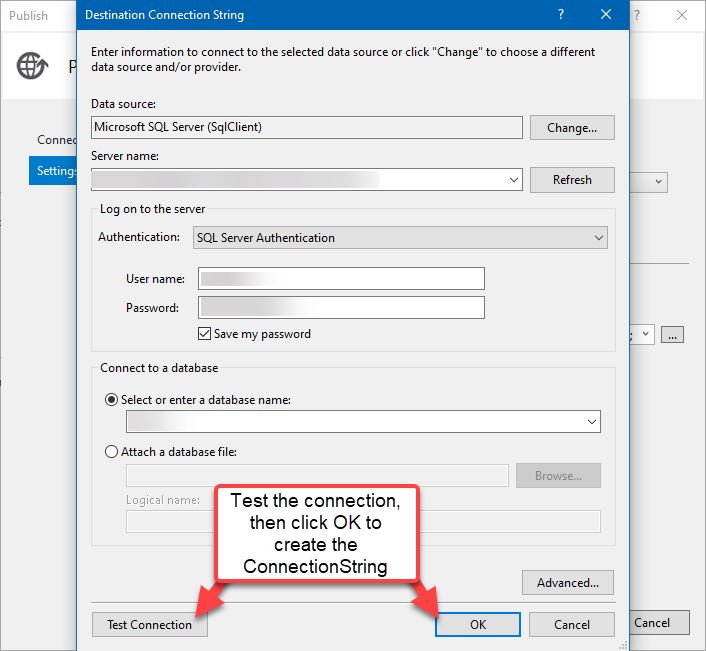 Publish
Destination Connection String
?
?
Enter information to connect to the selected data source or click "Change" to choose a different
data source and/or provider.
P
Data source:
Microsoft SQL Server (SqlClient)
Change...
Connec
Server name:
Settings
Refresh
Log on to the server
Authentication:
SQL Server Authentication
User name:
Password:
Save my password
;
...
Connect to a database
Select or enter a database name:
Attach a database file:
Browse...
Logical name:
Test the connection,
then click OK to
create the
ConnectionString
Advanced...
Test Connection
OK
Cancel
Cancel